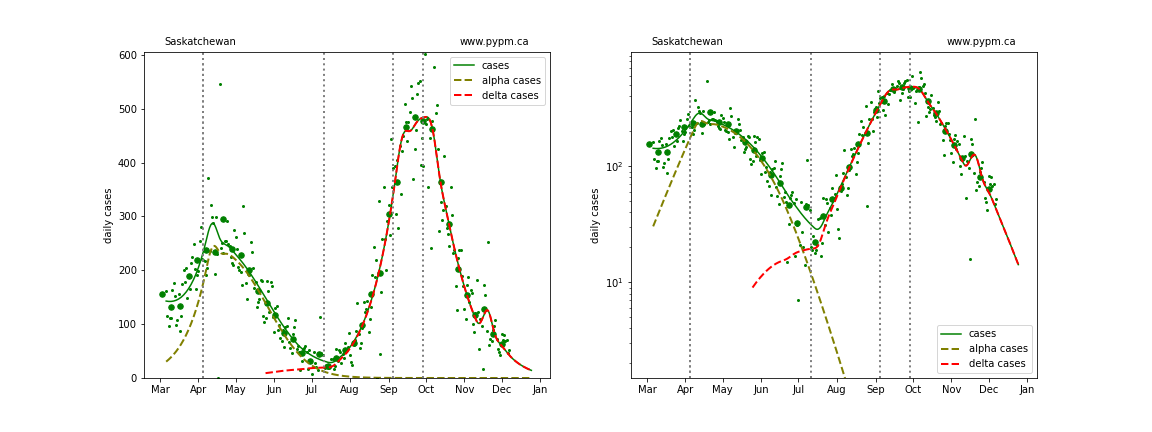 Saskatchewan www.pypm.ca
daily cases
600
500
400
300
200
100
0
Mar Apr May Jun Jul Aug Sep Oct Nov Dec Jan
cases
alpha cases
delta cases
Saskatchewan www.pypm.ca
daily cases
10²
10¹
Mar Apr May Jun Jul Aug Sep Oct Nov Dec Jan
cases
alpha cases
delta cases